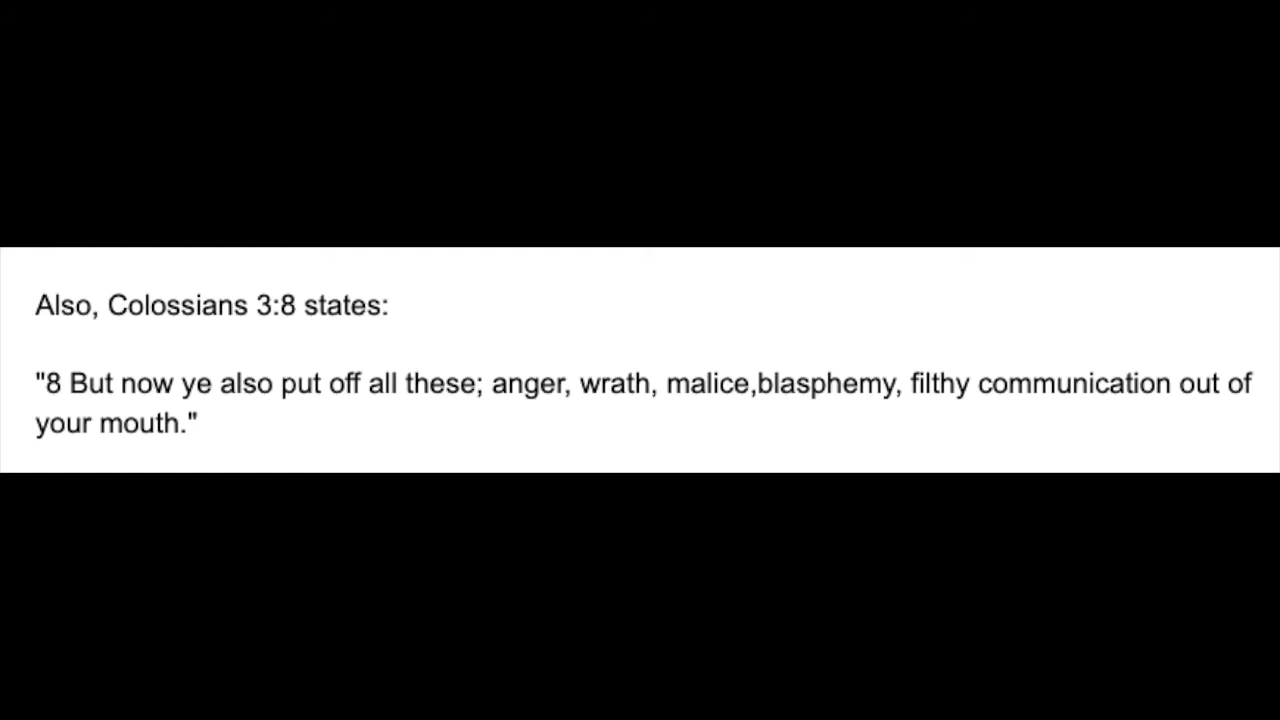 Also, Colossians 3:8 states:
"8 But now ye also put off all these; anger, wrath, malice,blasphemy, filthy communication out of
your mouth."